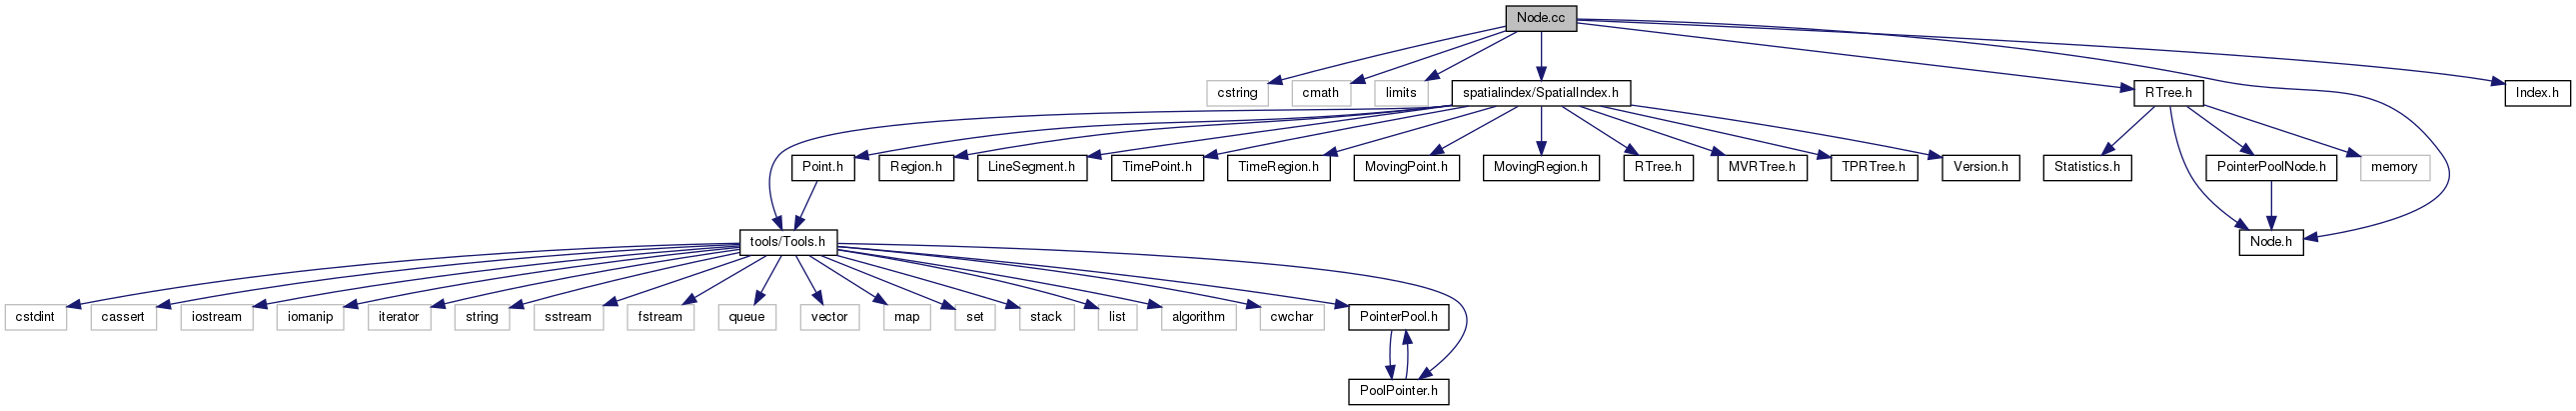 Node.cc
cstring
cmath
limits
spatialindex/SpatialIndex.h
RTree.h
Index.h
Point.h
Region.h
LineSegment.h
TimePoint.h
TimeRegion.h
MovingPoint.h
MovingRegion.h
RTree.h
MVRTree.h
TPRTree.h
Version.h
Statistics.h
PointerPoolNode.h
memory
tools/Tools.h
Node.h
cstdint
cassert
iostream
iomanip
iterator
string
sstream
fstream
queue
vector
map
set
stack
list
algorithm
cwchar
PointerPool.h
PoolPointer.h